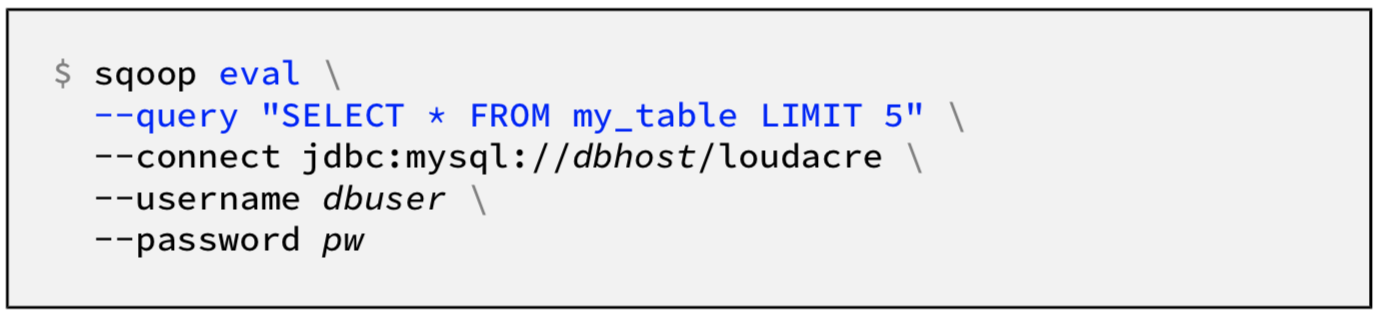 $ sqoop eval \
--query "SELECT * FROM my_table LIMIT 5" \
--connect jdbc:mysql://dbhost/loudacre \
--username dbuser \
--password pw